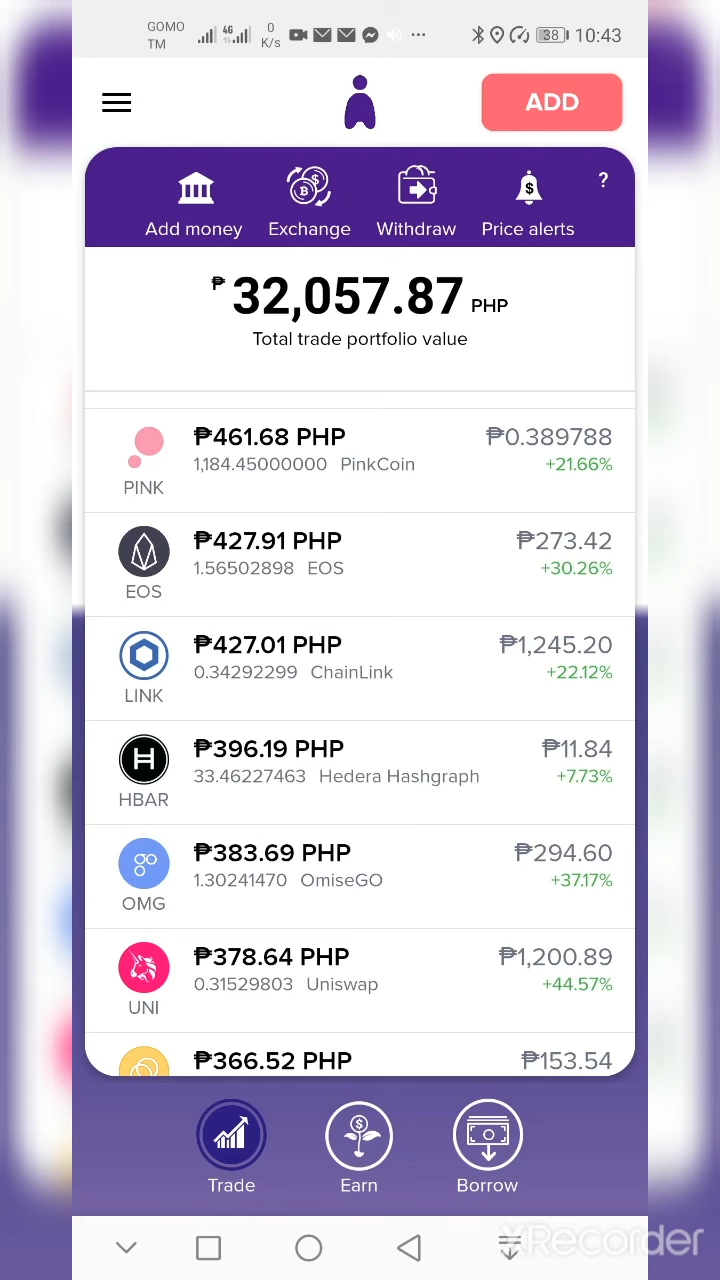 GOMO
TM
4G
0
K/s
38
10:43
ADD
Add money
Exchange
Withdraw
Price alerts
?
₱ 32,057.87 PHP
Total trade portfolio value
₱461.68 PHP
₱0.389788
1,184.45000000 PinkCoin
+21.66%
PINK
₱427.91 PHP
₱273.42
1.56502898 EOS
+30.26%
EOS
₱427.01 PHP
₱1,245.20
0.34292299 ChainLink
+22.12%
LINK
₱396.19 PHP
₱11.84
33.46227463 Hedera Hashgraph
+7.73%
HBAR
₱383.69 PHP
₱294.60
1.30241470 OmiseGO
+37.17%
OMG
₱378.64 PHP
₱1,200.89
0.31529803 Uniswap
+44.57%
UNI
₱366.52 PHP
₱153.54
Trade
Earn
Borrow
XRecorder